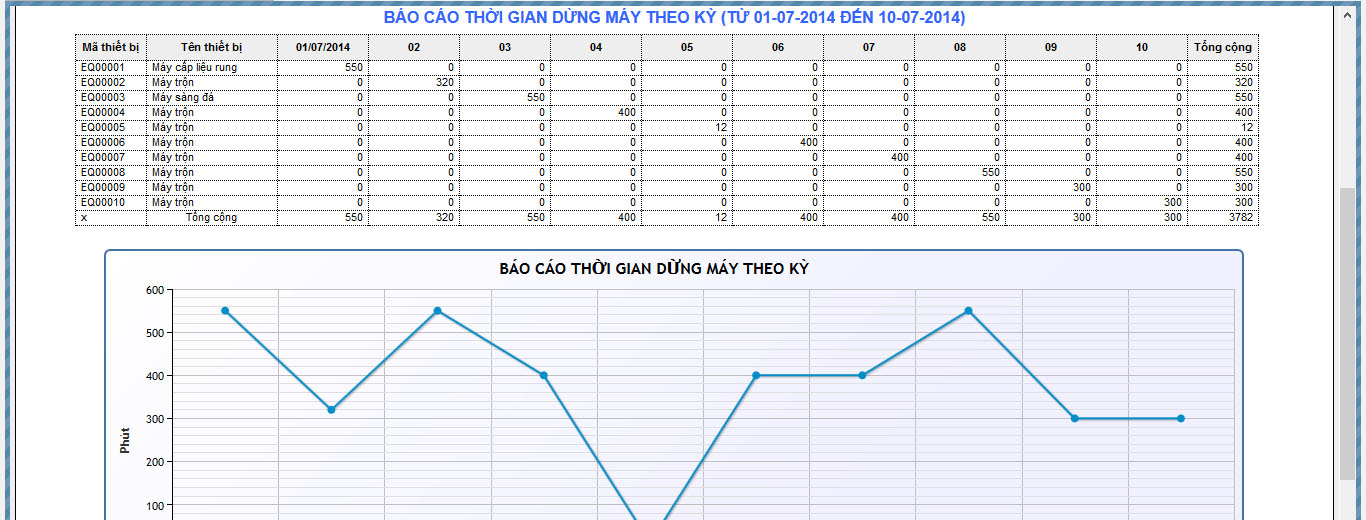 BÁO CÁO THỜI GIAN DỪNG MÁY THEO KỲ (TỪ 01-07-2014 ĐẾN 10-07-2014)
Mã thiết bị Tên thiết bị 01/07/2014 02 03 04 05 06 07 08 09 10 Tổng cộng
EQ00001 Máy cấp liệu rung 550 0 0 0 0 0 0 0 0 0 550
EQ00002 Máy trộn 0 320 0 0 0 0 0 0 0 0 320
EQ00003 Máy sàng đá 0 0 550 0 0 0 0 0 0 0 550
EQ00004 Máy trộn 0 0 0 400 0 0 0 0 0 0 400
EQ00005 Máy trộn 0 0 0 0 12 0 0 0 0 0 12
EQ00006 Máy trộn 0 0 0 0 0 400 0 0 0 0 400
EQ00007 Máy trộn 0 0 0 0 0 0 400 0 0 0 400
EQ00008 Máy trộn 0 0 0 0 0 0 0 550 0 0 550
EQ00009 Máy trộn 0 0 0 0 0 0 0 0 300 0 300
EQ00010 Máy trộn 0 0 0 0 0 0 0 0 0 300 300
x Tổng cộng 550 320 550 400 12 400 400 550 300 300 3782
BÁO CÁO THỜI GIAN DỪNG MÁY THEO KỲ
600
500
400
300
Phút
200
100